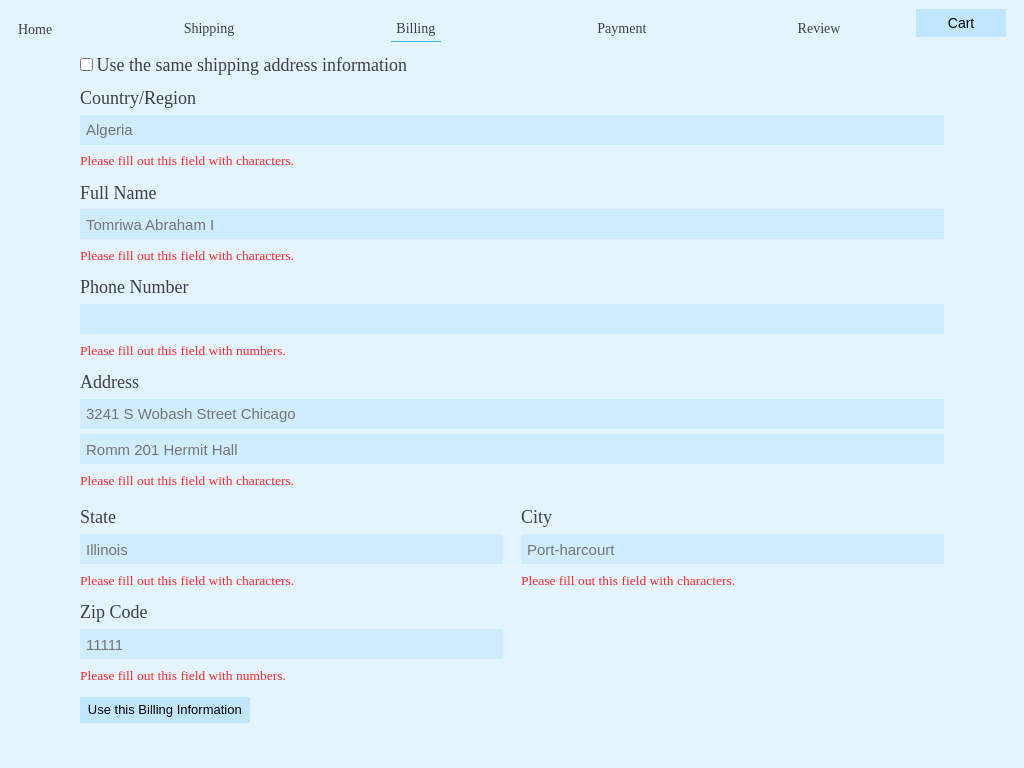 Home
Shipping
Billing
Payment
Review
Cart
Use the same shipping address information
Country/Region
Algeria
Please fill out this field with characters.
Full Name
Tomriwa Abraham I
Please fill out this field with characters.
Phone Number
Please fill out this field with numbers.
Address
3241 S Wobash Street Chicago
Romm 201 Hermit Hall
Please fill out this field with characters.
State
Illinois
Please fill out this field with characters.
City
Port-harcourt
Please fill out this field with characters.
Zip Code
11111
Please fill out this field with numbers.
Use this Billing Information